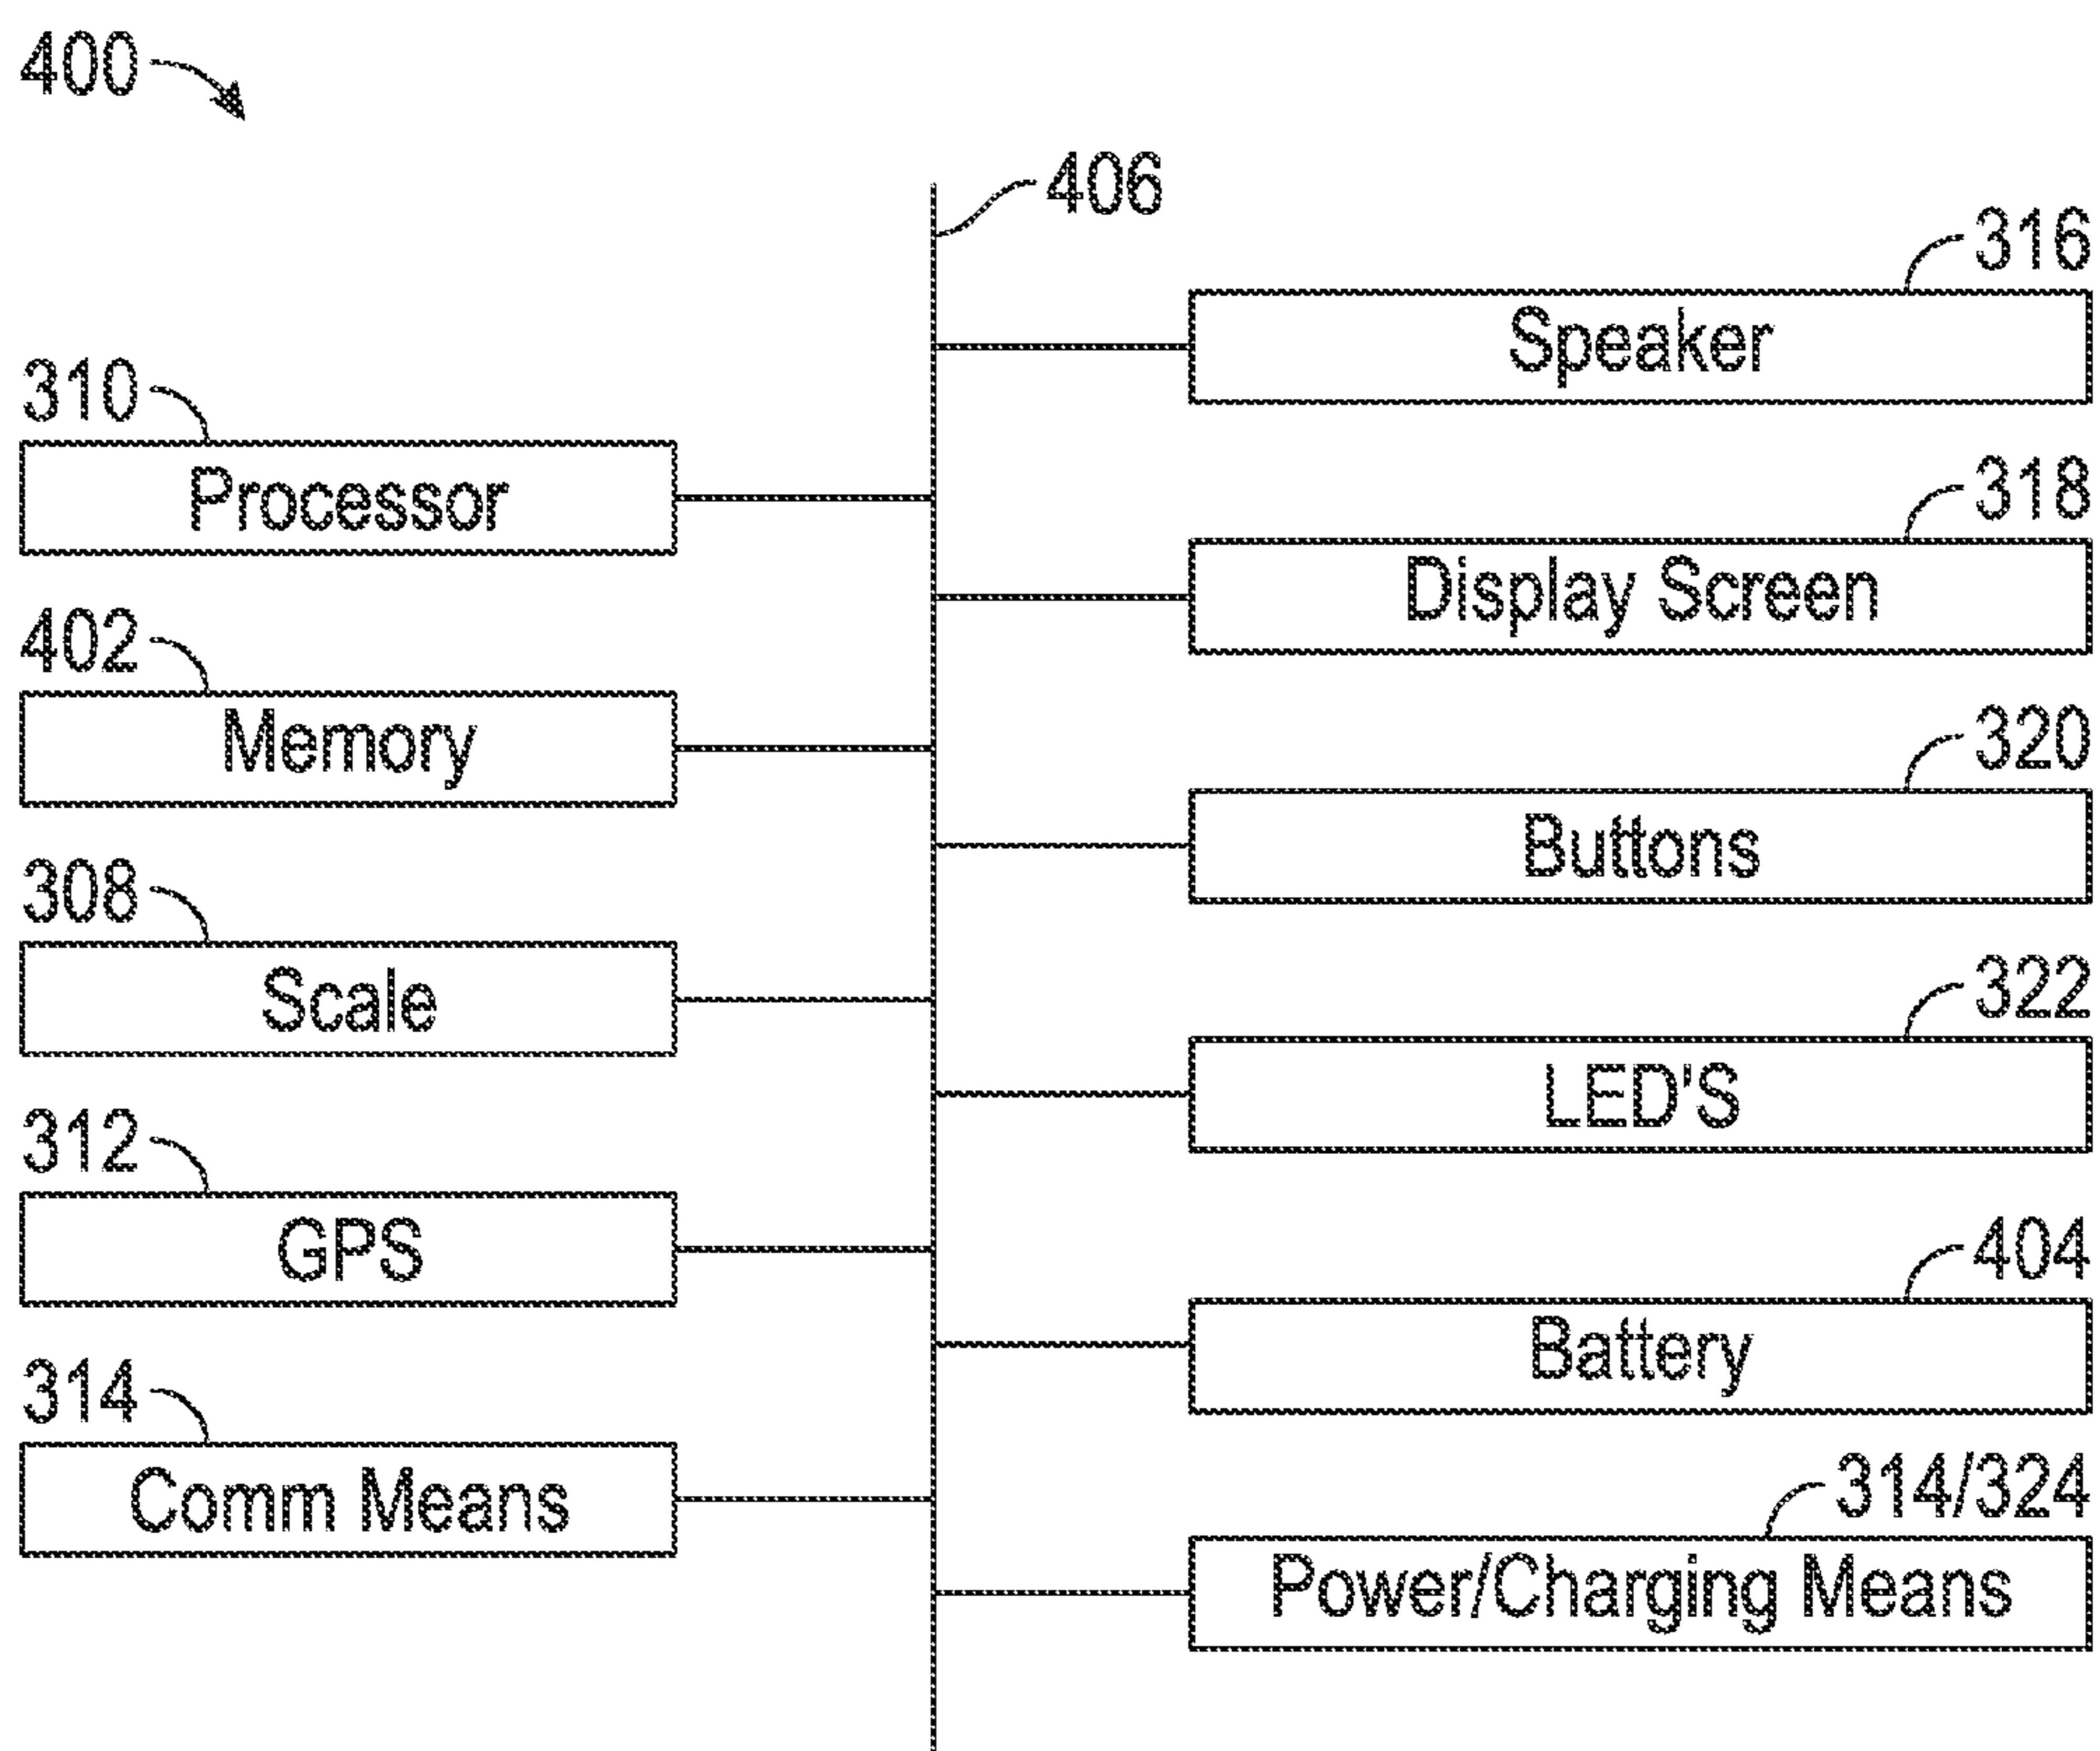 400
406
316
Speaker
310
Processor
318
Display Screen
402
Memory
320
Buttons
308
Scale
322
LED'S
312
GPS
404
Battery
314
Comm Means
314/324
Power/Charging Means